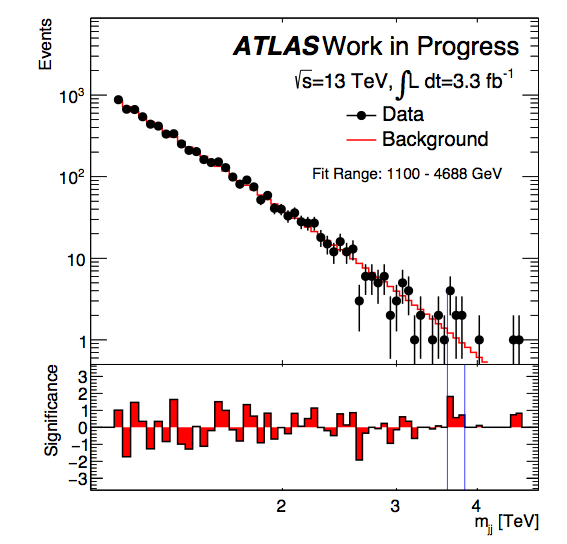 Events
ATLAS Work in Progress
√s=13 TeV, ∫L dt=3.3 fb⁻¹
Data
Background
Fit Range: 1100 - 4688 GeV
10³
10²
10
1
Significance
3
2
1
0
−1
−2
−3
2 3 4
m_jj [TeV]